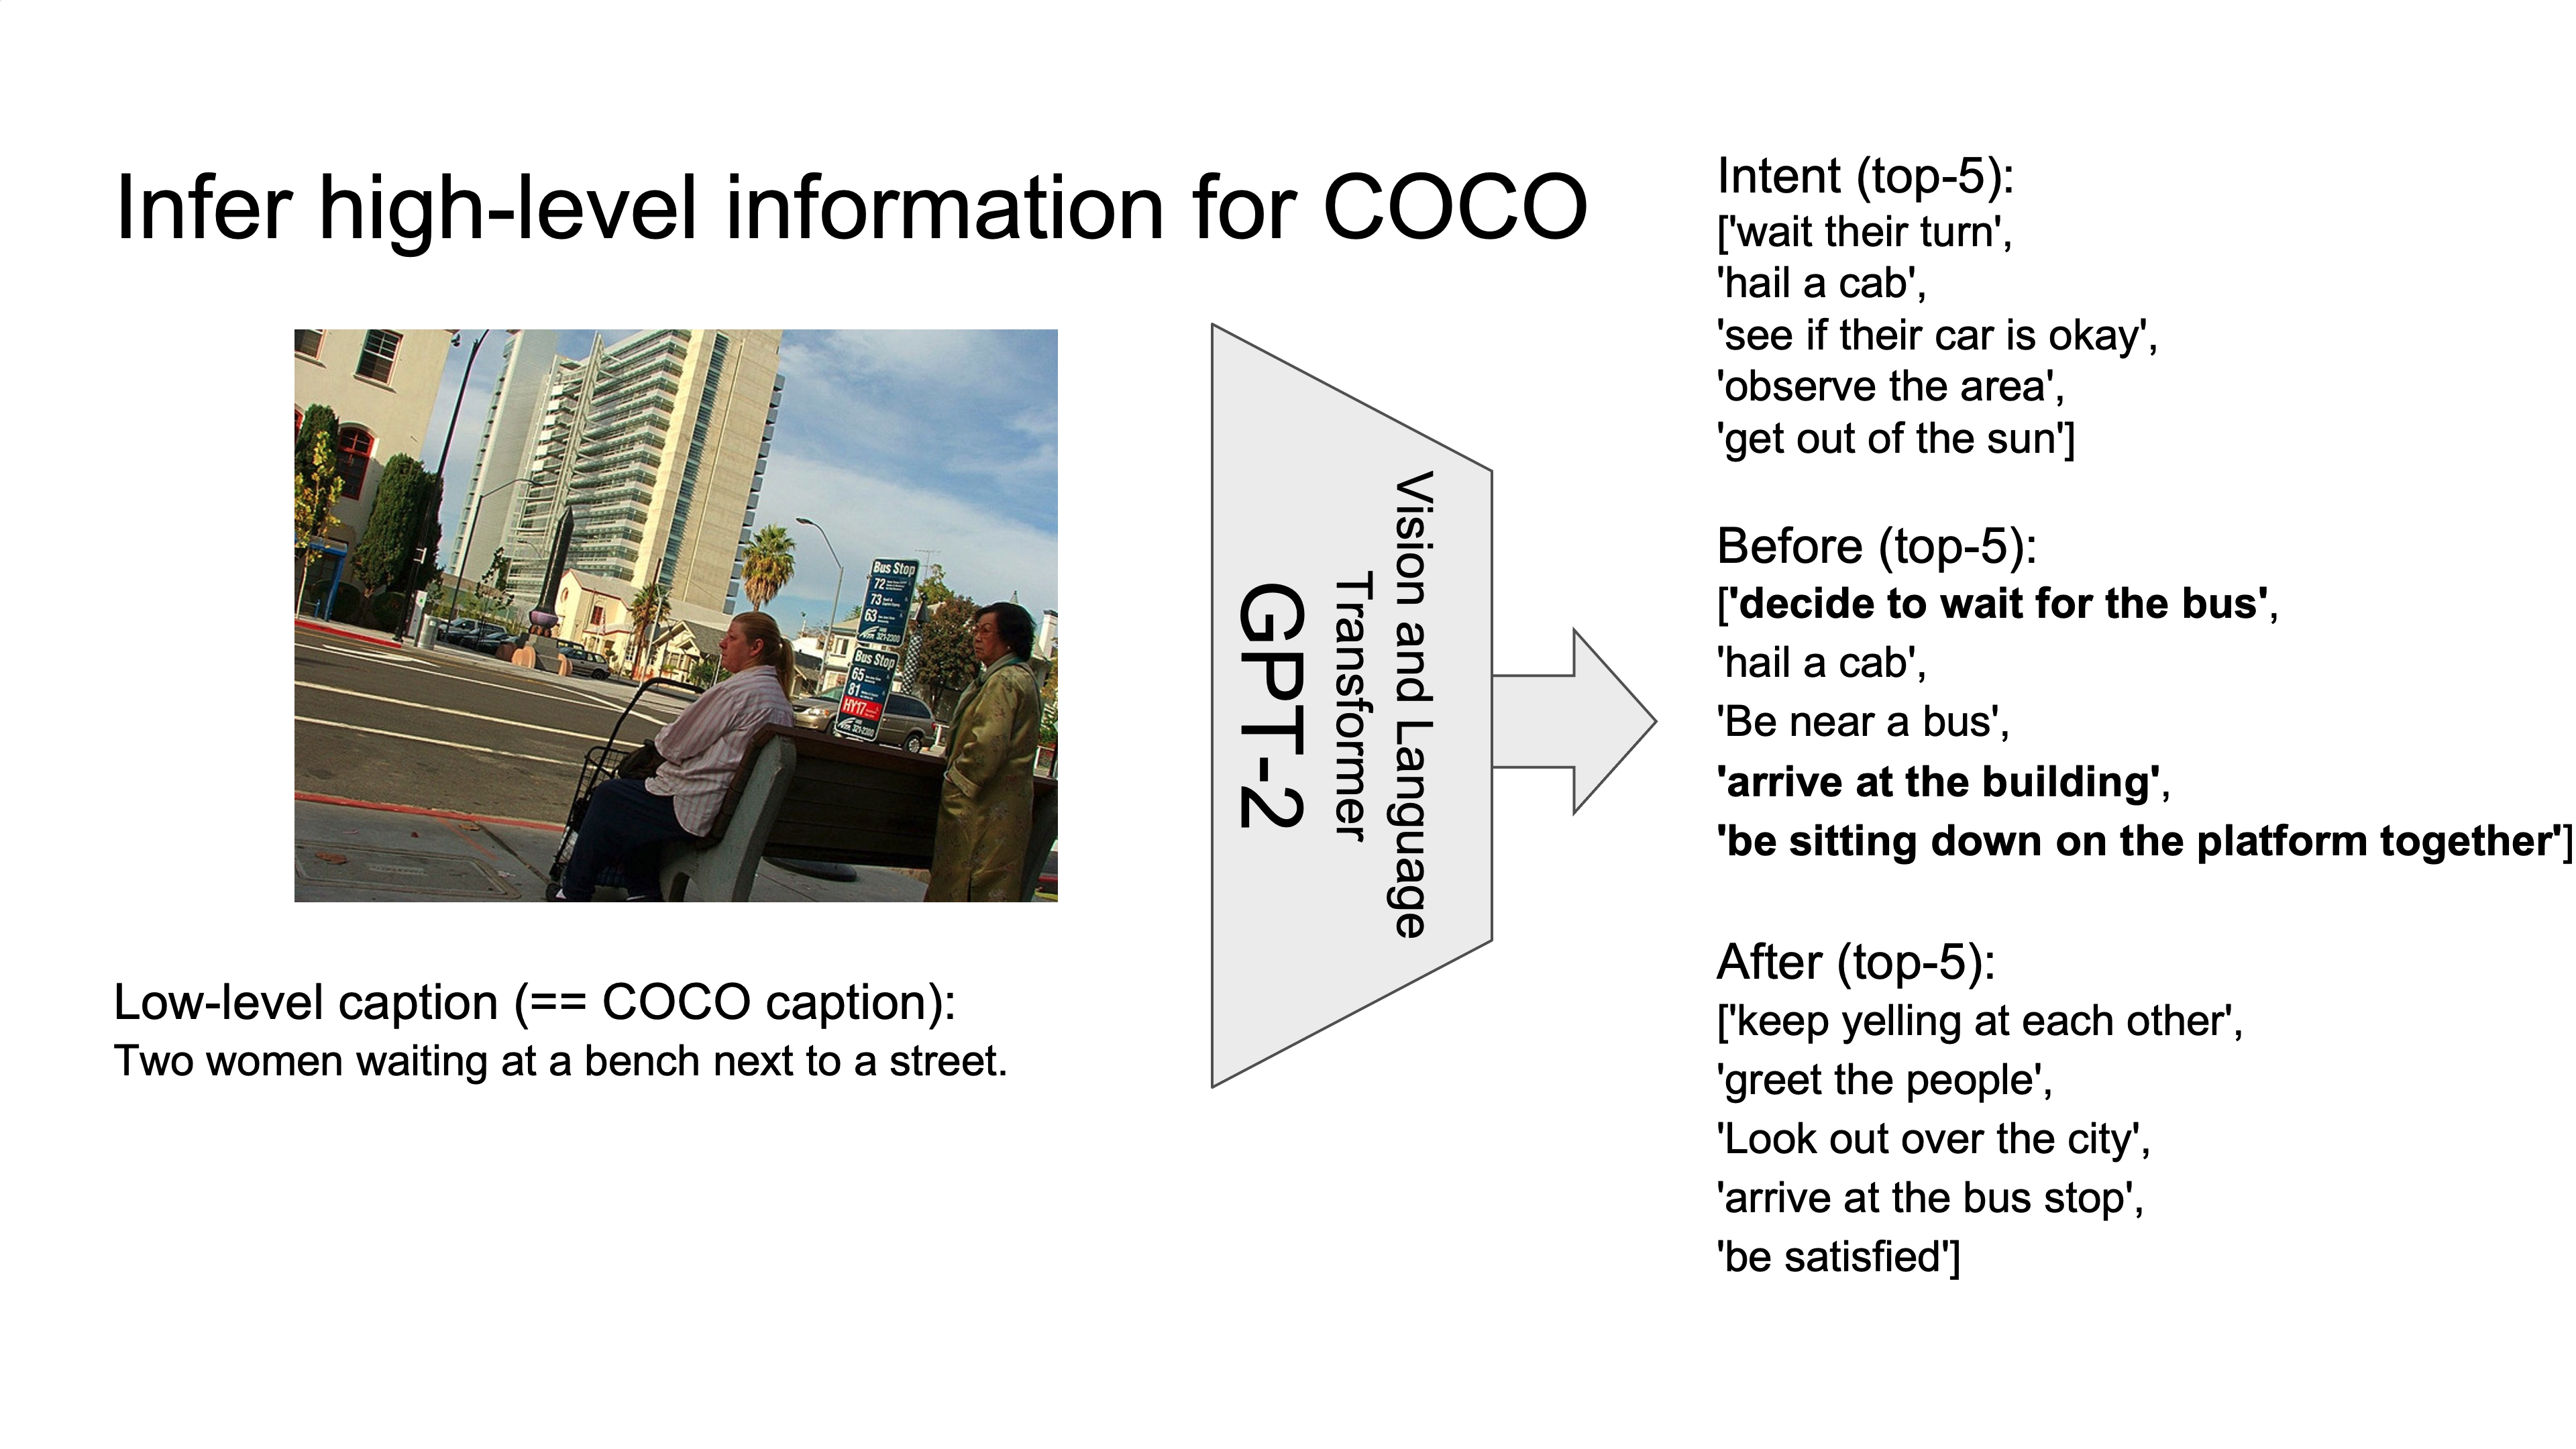 Infer high-level information for COCO
Bus Stop
72
73
63
321-2300
Bus Stop
65
81
HY17
321-2300
Low-level caption (== COCO caption):
Two women waiting at a bench next to a street.
Vision and Language
Transformer
GPT-2
Intent (top-5):
['wait their turn',
'hail a cab',
'see if their car is okay',
'observe the area',
'get out of the sun']
Before (top-5):
['decide to wait for the bus',
'hail a cab',
'Be near a bus',
'arrive at the building',
'be sitting down on the platform together']
After (top-5):
['keep yelling at each other',
'greet the people',
'Look out over the city',
'arrive at the bus stop',
'be satisfied']